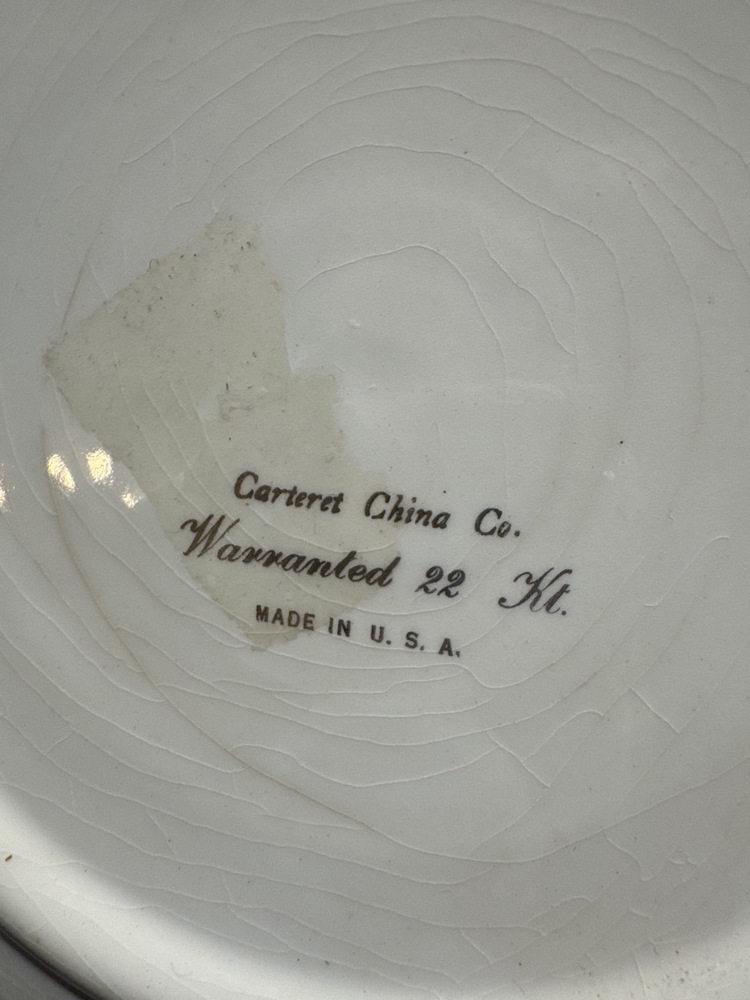 Carteret China Co.
Warranted 22 Kt.
MADE IN U. S. A.